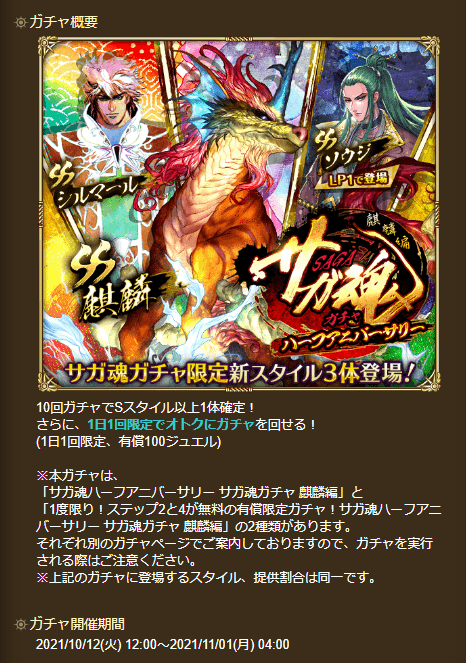 ガチャ概要
SS
シルマール
SS
ソウジ
LP1で登場
SS
麒麟
麒麟編
SAGA
サガ魂
ガチャ
ハーフアニバーサリー
サガ魂ガチャ限定新スタイル3体登場!
10回ガチャでSスタイル以上1体確定!
さらに、1日1回限定でオトクにガチャを回せる!
(1日1回限定、有償100ジュエル)
※本ガチャは、
「サガ魂ハーフアニバーサリー サガ魂ガチャ 麒麟編」と
「1度限り!ステップ2と4が無料の有償限定ガチャ!サガ魂ハーフアニ
バーサリー サガ魂ガチャ 麒麟編」の2種類があります。
それぞれ別のガチャページでご案内しておりますので、ガチャを実行
される際はご注意ください。
※上記のガチャに登場するスタイル、提供割合は同一です。
ガチャ開催期間
2021/10/12(火) 12:00～2021/11/01(月) 04:00